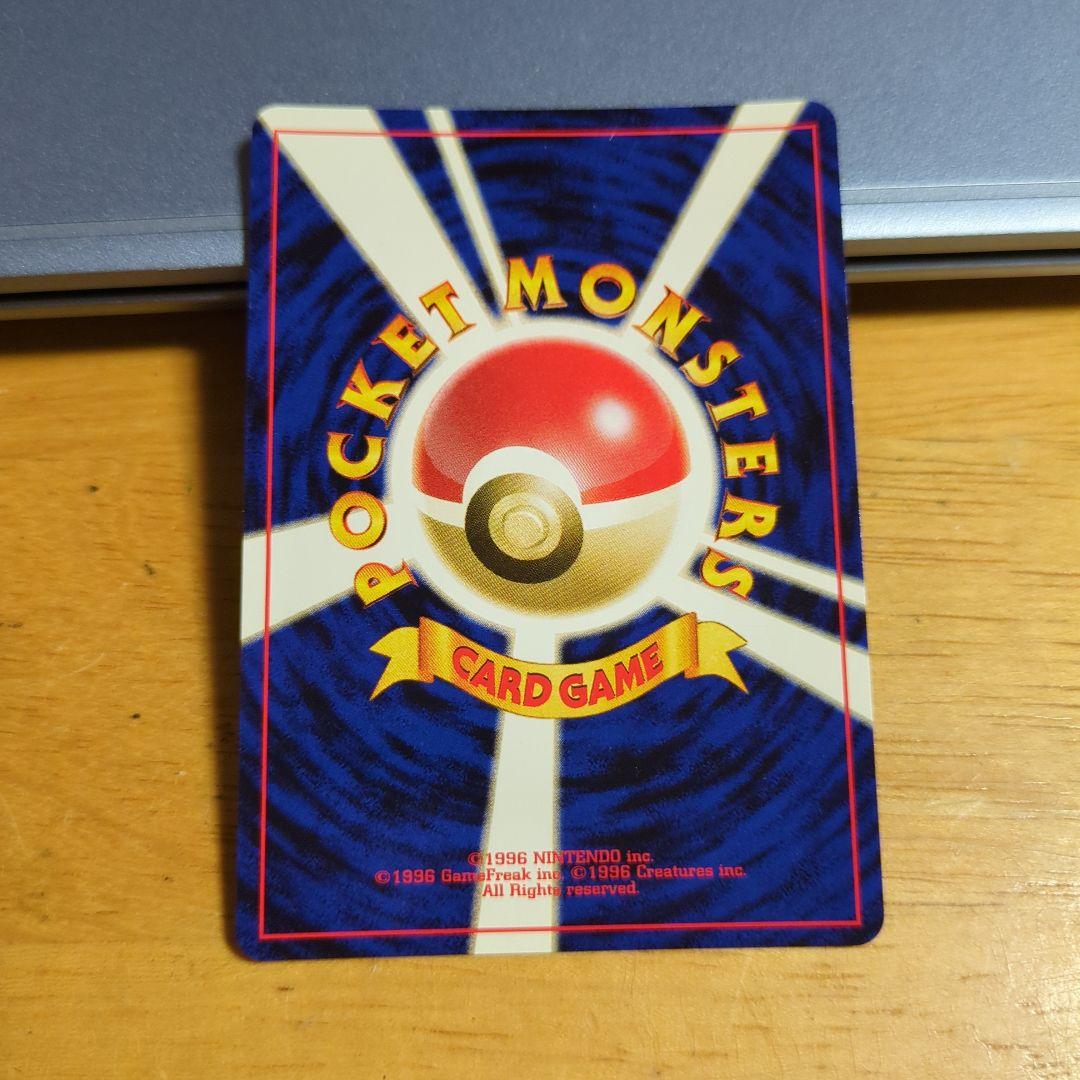 POCKET MONSTERS
CARD GAME
©1996 NINTENDO inc.
©1996 GameFreak inc. ©1996 Creatures inc.
All Rights reserved.